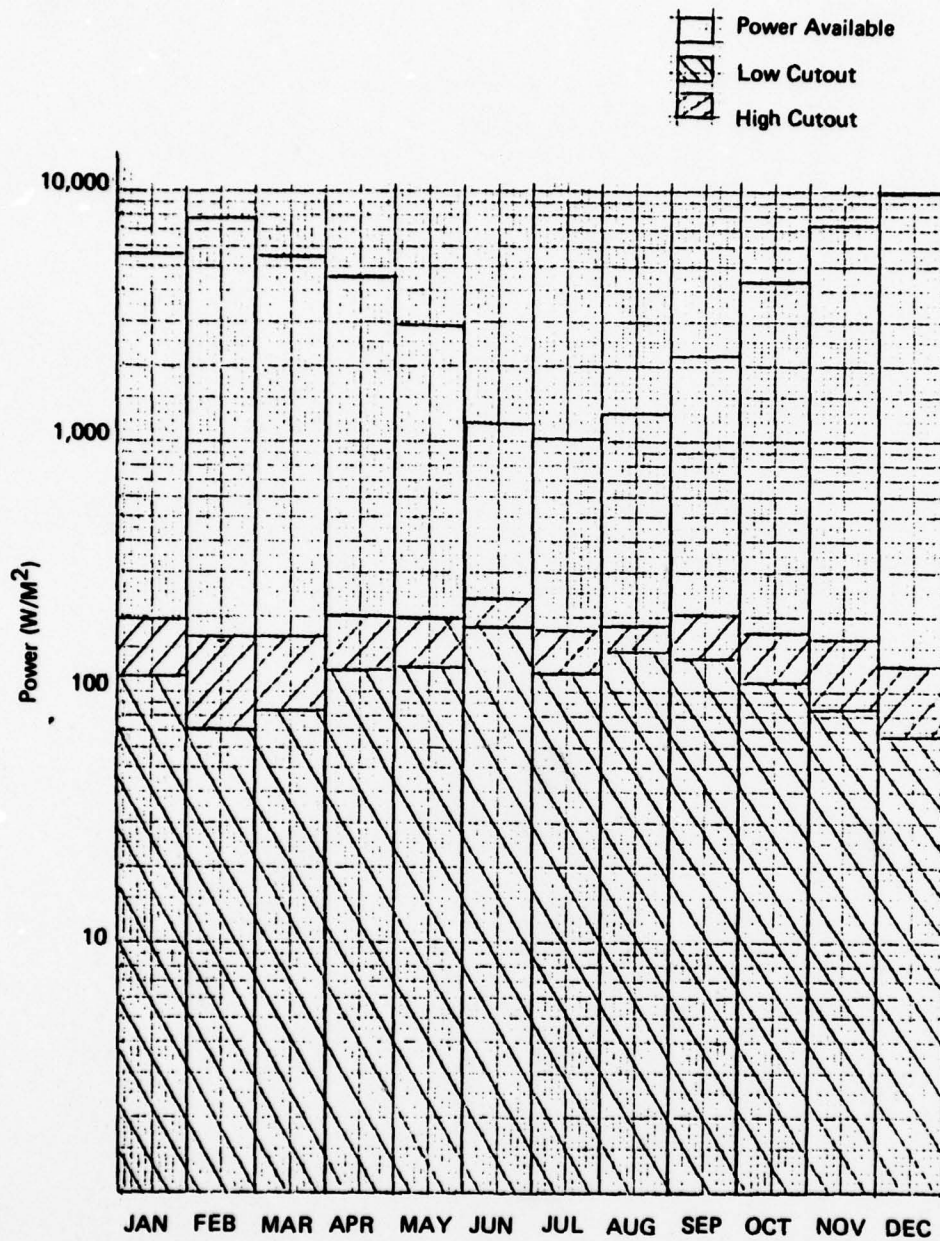 Power Available
Low Cutout
High Cutout
10,000
1,000
100
10
Power (W/M²)
JAN FEB MAR APR MAY JUN JUL AUG SEP OCT NOV DEC